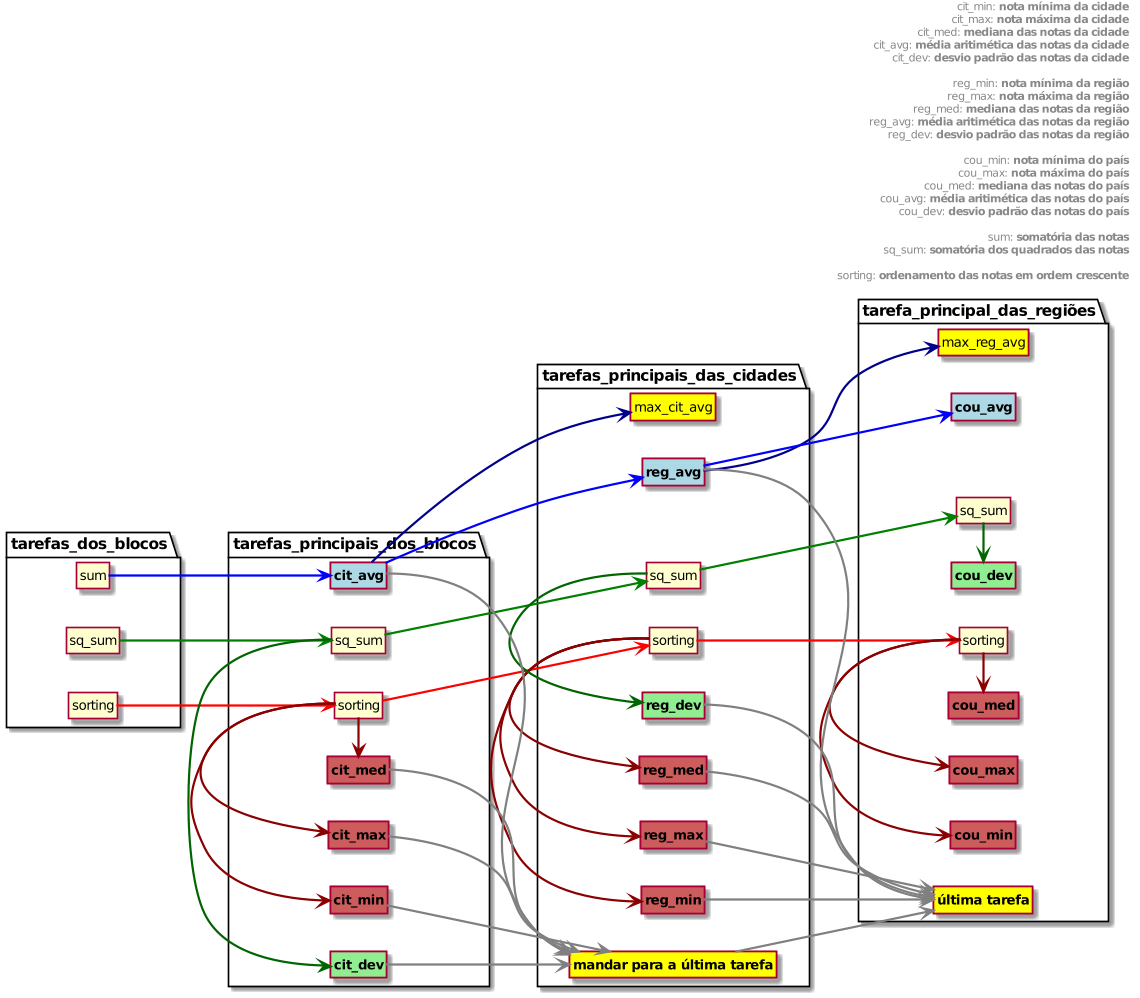 cit_min: nota mínima da cidade
cit_max: nota máxima da cidade
cit_med: mediana das notas da cidade
cit_avg: média aritimética das notas da cidade
cit_dev: desvio padrão das notas da cidade
reg_min: nota mínima da região
reg_max: nota máxima da região
reg_med: mediana das notas da região
reg_avg: média aritimética das notas da região
reg_dev: desvio padrão das notas da região
cou_min: nota mínima do país
cou_max: nota máxima do país
cou_med: mediana das notas do país
cou_avg: média aritimética das notas do país
cou_dev: desvio padrão das notas do país
sum: somatória das notas
sq_sum: somatória dos quadrados das notas
sorting: ordenamento das notas em ordem crescente
tarefas_dos_blocos
sum
sq_sum
sorting
tarefas_principais_dos_blocos
cit_avg
sq_sum
sorting
cit_med
cit_max
cit_min
cit_dev
tarefas_principais_das_cidades
max_cit_avg
reg_avg
sq_sum
sorting
reg_dev
reg_med
reg_max
reg_min
mandar para a última tarefa
tarefa_principal_das_regiões
max_reg_avg
cou_avg
sq_sum
cou_dev
sorting
cou_med
cou_max
cou_min
última tarefa